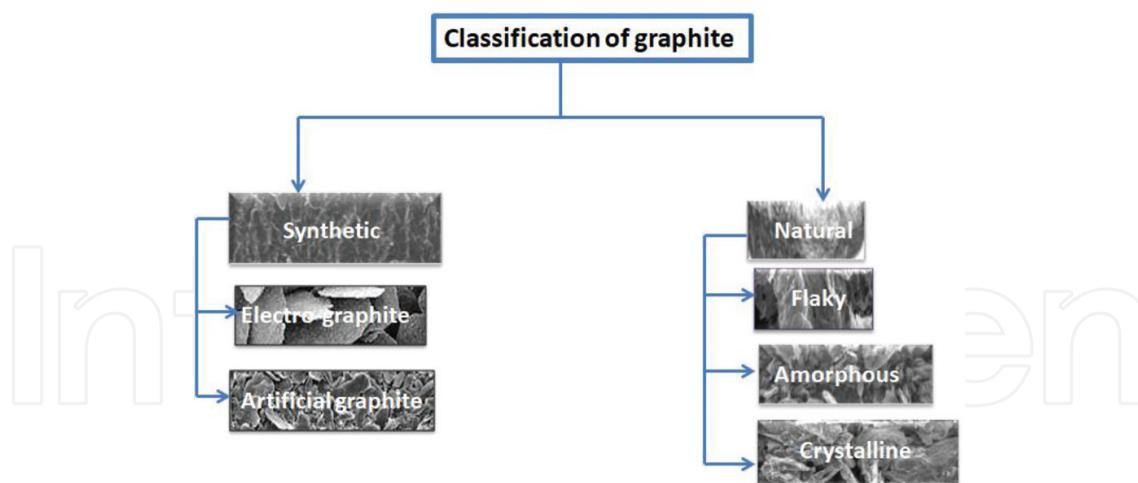 Classification of graphite
Synthetic
Electro-graphite
Artificial graphite
Natural
Flaky
Amorphous
Crystalline